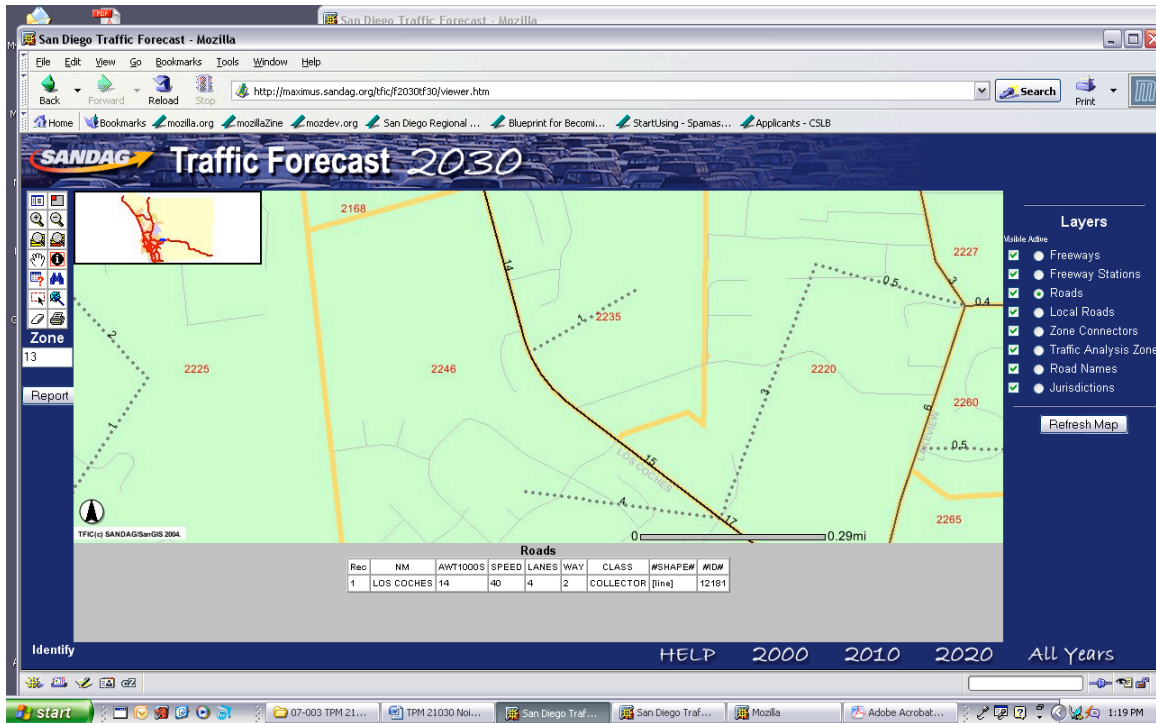 San Diego Traffic Forecast - Mozilla
San Diego Traffic Forecast - Mozilla
File Edit View Go Bookmarks Tools Window Help
Back Forward Reload Stop
http://maximus.sandag.org/tfic/f2030tf30/viewer.htm
Search Print
Home Bookmarks mozilla.org mozillaZine mozdev.org San Diego Regional ... Blueprint for Becomi... StartUsing - Spamas... Applicants - CSLB
SANDAG Traffic Forecast 2030
Layers
Visible Active
Freeways
Freeway Stations
Roads
Local Roads
Zone Connectors
Traffic Analysis Zone
Road Names
Jurisdictions
Refresh Map
Zone
13
Report
2168
2227
14
3
0.5
0.4
1
2235
2
2225
2246
2220
3
2260
6
LAKEVIEW
1
15
LOS COCHES
0.5
4
17
2265
TFIC(c) SANDAG/SanGIS 2004.
0 0.29mi
Roads
Rec NM AWT1000S SPEED LANES WAY CLASS #SHAPE# #ID#
1 LOS COCHES 14 40 4 2 COLLECTOR [line] 12181
Identify
HELP 2000 2010 2020 All Years
start 07-003 TPM 21... TPM 21030 Noi... San Diego Traf... San Diego Traf... Mozilla Adobe Acrobat... 1:19 PM